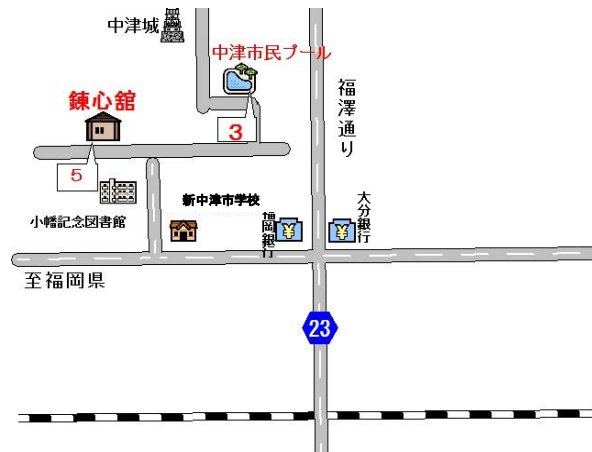 中津城
中津市民プール
福澤通り
錬心舘
3
5
新中津市学校
小幡記念図書館
福岡銀行
¥
大分銀行
¥
至福岡県
23